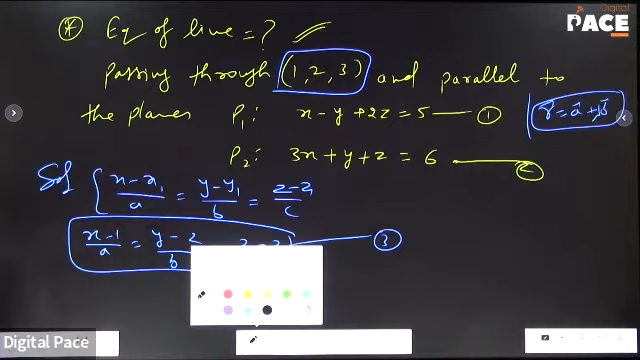 Digital
PACE
Eq of line = ?
Passing through (1, 2, 3) and parallel to
the planes P₁: x - y + 2z = 5 — ①
r̄ = ā + λb̄
P₂: 3x + y + z = 6 — ②
Sol { x-x₁/a = y-y₁/b = z-z₁/c
x-1/a = y-2/b — ③
Digital Pace